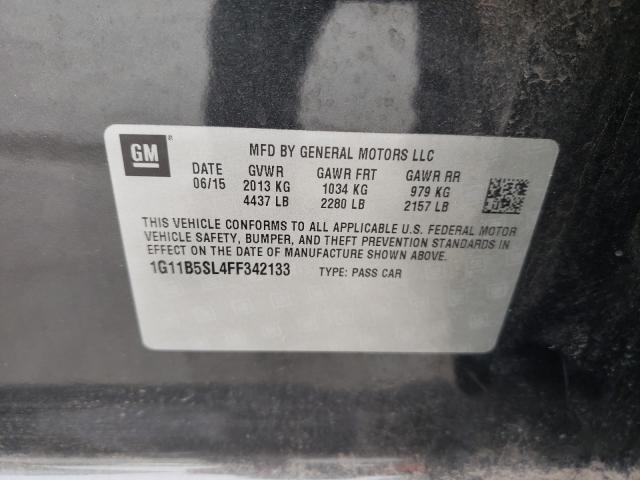 GM
MFD BY GENERAL MOTORS LLC
DATE GVWR GAWR FRT GAWR RR
06/15 2013 KG 1034 KG 979 KG
4437 LB 2280 LB 2157 LB
THIS VEHICLE CONFORMS TO ALL APPLICABLE U.S. FEDERAL MOTOR
VEHICLE SAFETY, BUMPER, AND THEFT PREVENTION STANDARDS IN
EFFECT ON THE DATE OF MANUFACTURE SHOWN ABOVE.
1G11B5SL4FF342133 TYPE: PASS CAR